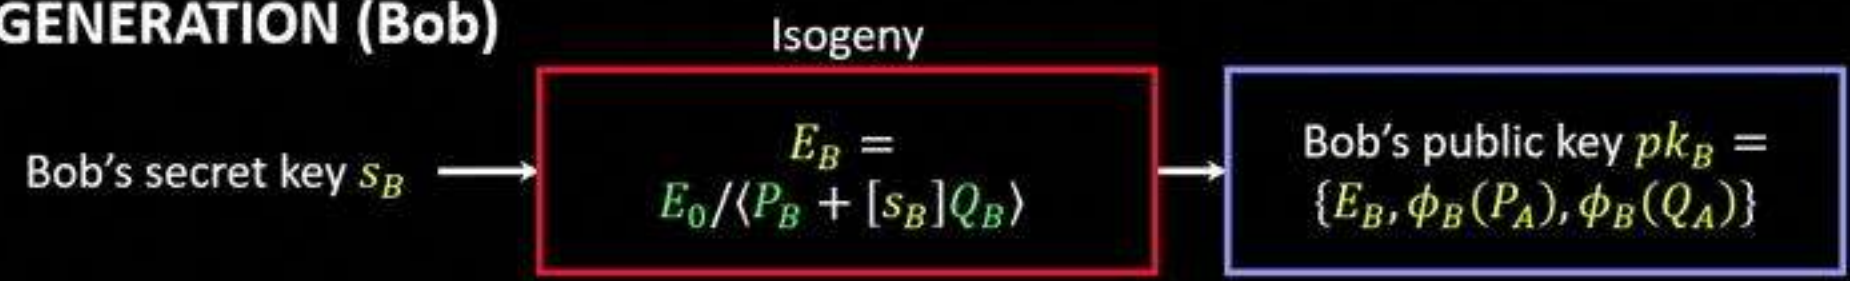 GENERATION (Bob)
Isogeny
Bob's secret key s_B
E_B =
E_0/⟨P_B + [s_B]Q_B⟩
Bob's public key pk_B =
{E_B, ϕ_B(P_A), ϕ_B(Q_A)}